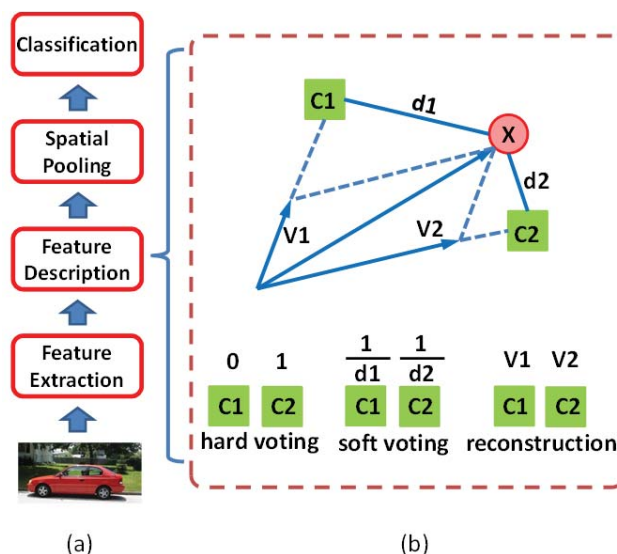 Classification
Spatial
Pooling
Feature
Description
Feature
Extraction
(a)
C1
d1
X
d2
C2
V1
V2
0 1
C1 C2
hard voting
1 1
d1 d2
C1 C2
soft voting
V1 V2
C1 C2
reconstruction
(b)